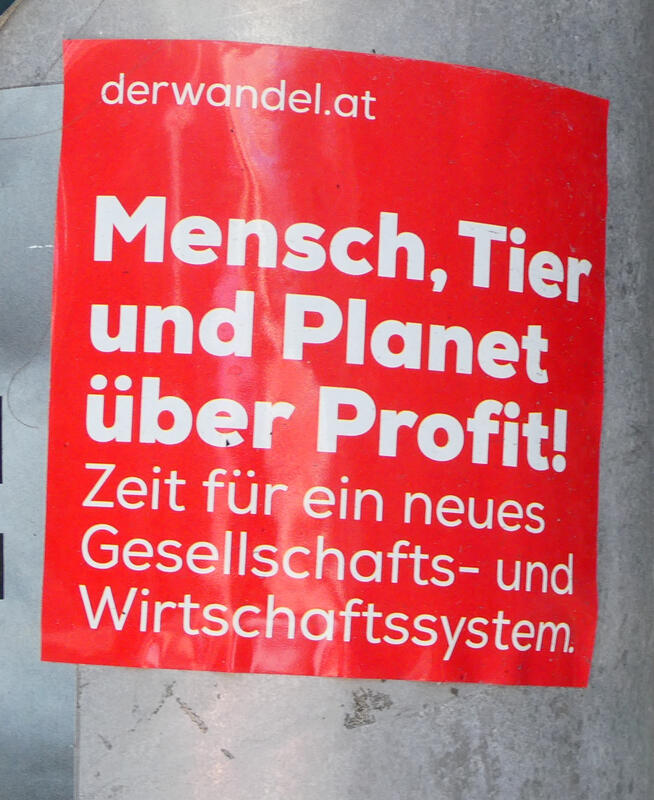 derwandel.at
Mensch, Tier
und Planet
über Profit!
Zeit für ein neues
Gesellschafts- und
Wirtschaftssystem.